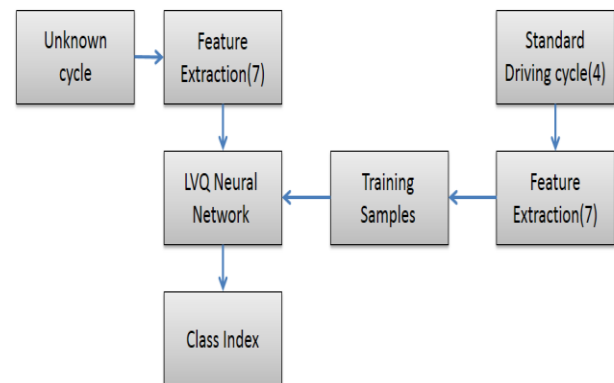 Unknown
cycle
Feature
Extraction(7)
Standard
Driving cycle(4)
LVQ Neural
Network
Training
Samples
Feature
Extraction(7)
Class Index